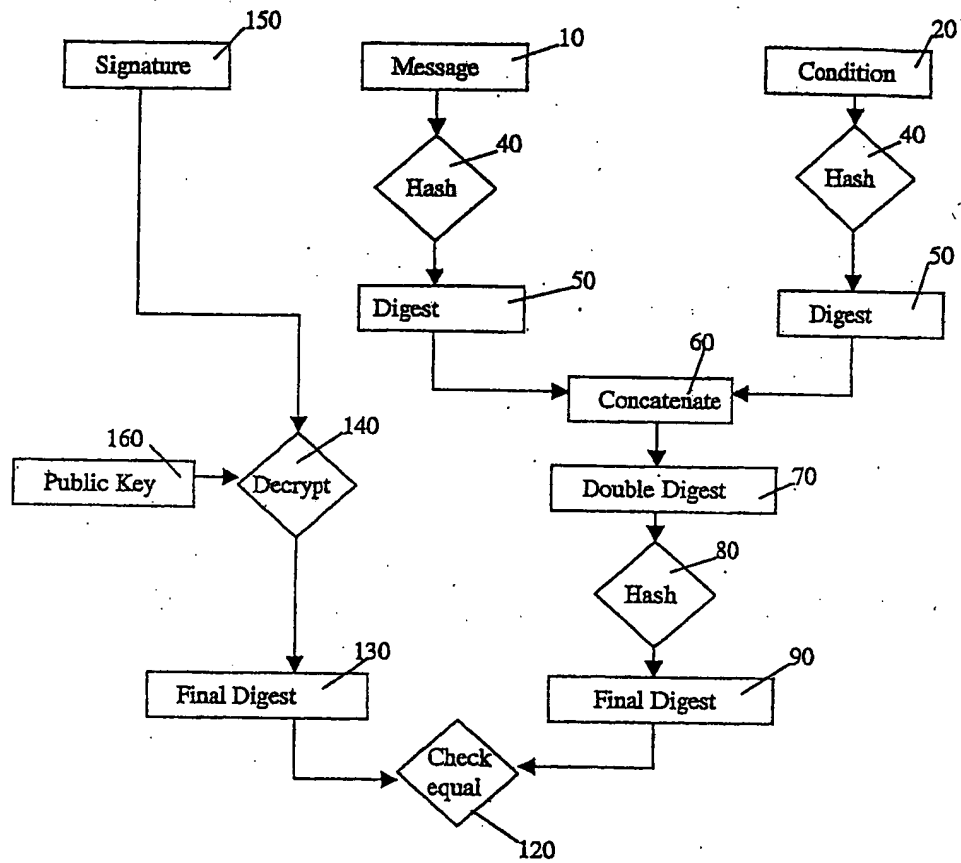 150
10
20
Signature
Message
Condition
40
40
Hash
Hash
50
50
Digest
Digest
60
Concatenate
160
140
Public Key
Decrypt
70
Double Digest
80
Hash
130
90
Final Digest
Final Digest
Check
equal
120